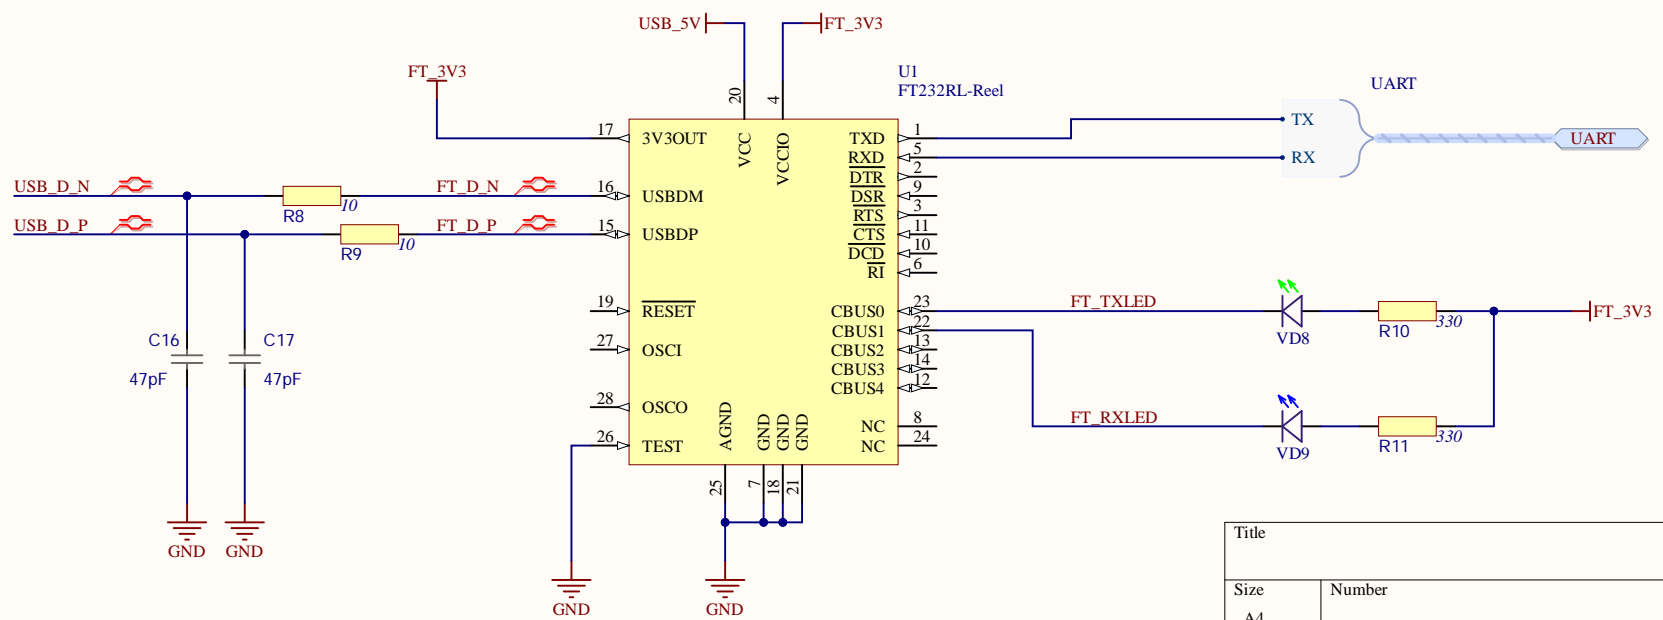 USB_5V
FT_3V3
FT_3V3
U1
FT232RL-Reel
UART
20
4
17
3V3OUT
VCC
VCCIO
TXD
1
TX
RXD
5
RX
UART
DTR
2
USB_D_N
FT_D_N
16
USBDM
DSR
9
R8
10
RTS
3
USB_D_P
FT_D_P
15
USBDP
CTS
11
R9
10
DCD
10
RI
6
19
RESET
CBUS0
23
FT_TXLED
VD8
R10
330
FT_3V3
CBUS1
22
27
OSCI
CBUS2
13
C16
47pF
C17
47pF
CBUS3
14
CBUS4
12
28
OSCO
AGND
GND
GND
GND
NC
8
FT_RXLED
VD9
R11
330
26
TEST
NC
24
25
7
18
21
GND
GND
GND
GND
Title
Size
Number
A4